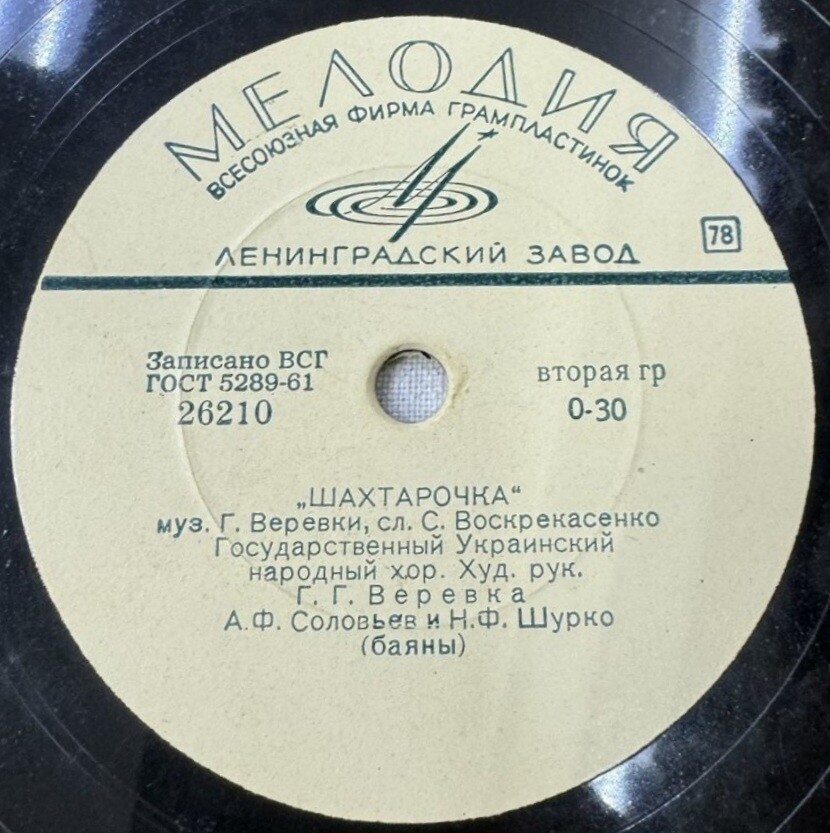 МЕЛОДИЯ
ВСЕСОЮЗНАЯ ФИРМА ГРАМПЛАСТИНОК
ЛЕНИНГРАДСКИЙ ЗАВОД
78
Записано ВСГ
ГОСТ 5289-61
26210
вторая гр
0-30
„ШАХТАРОЧКА“
муз. Г. Веревки, сл. С. Воскрекасенко
Государственный Украинский
народный хор. Худ. рук.
Г. Г. Веревка
А.Ф. Соловьев и Н.Ф. Шурко
(баяны)